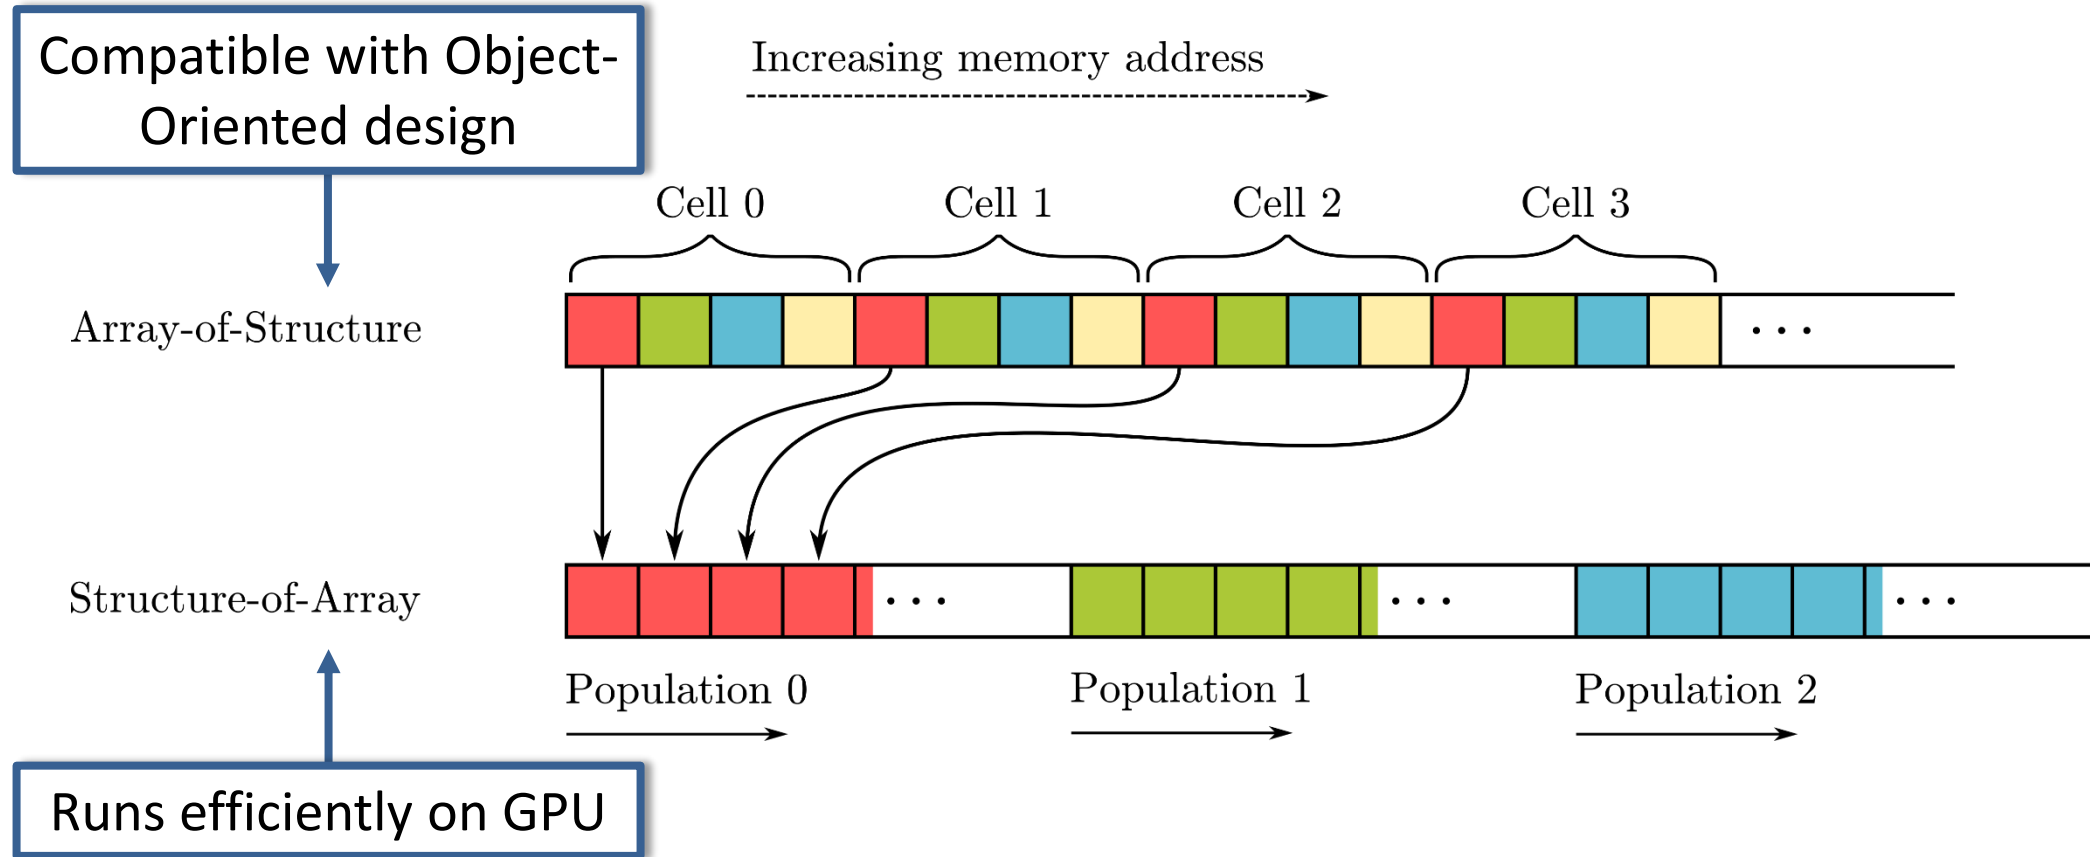 Compatible with Object-
Oriented design
Increasing memory address
Cell 0
Cell 1
Cell 2
Cell 3
Array-of-Structure
...
Structure-of-Array
...
...
...
Population 0
Population 1
Population 2
Runs efficiently on GPU